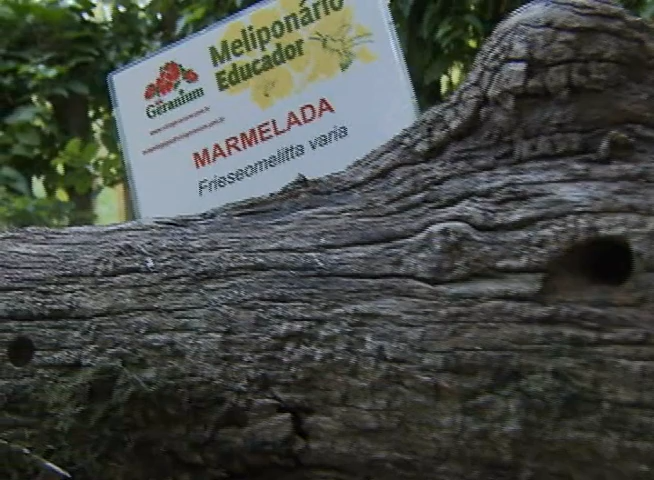 Geranium
Meliponário
Educador
MARMELADA
Frieseomelitta varia